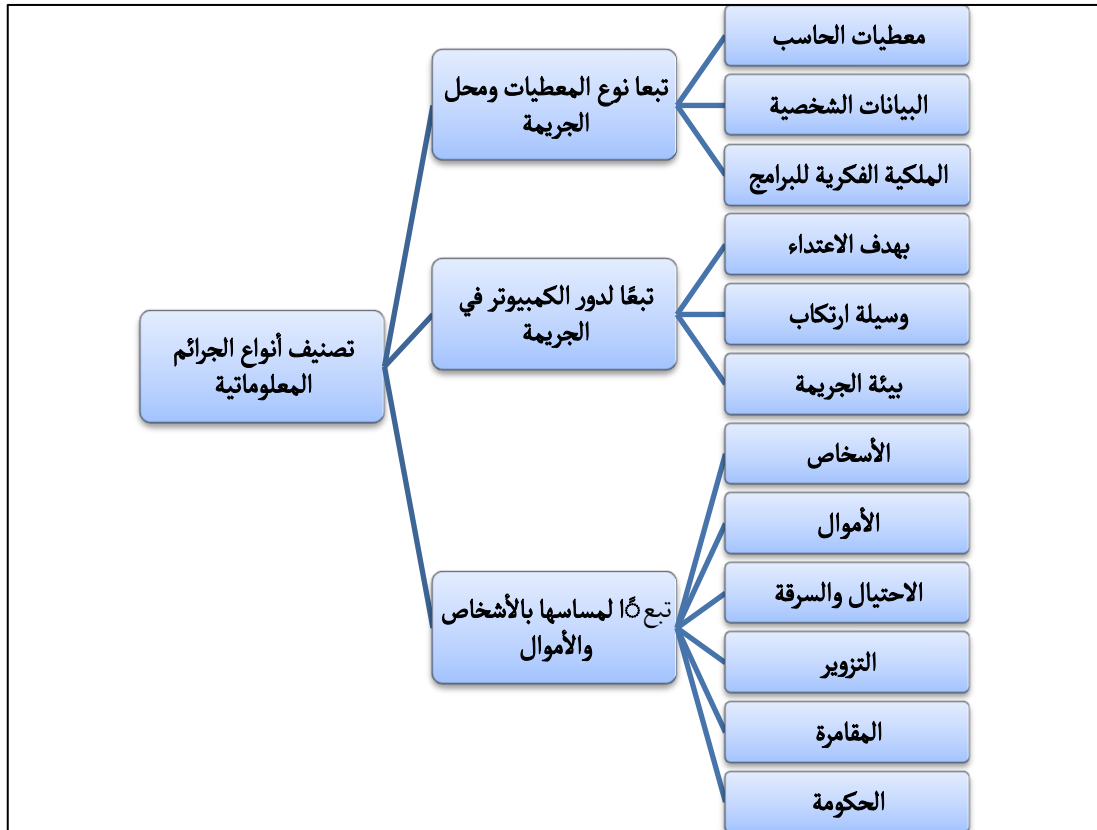 تصنيف أنواع الجرائم
المعلوماتية
تبعا نوع المعطيات ومحل
الجريمة
معطيات الحاسب
البيانات الشخصية
الملكية الفكرية للبرامج
تبعًا لدور الكمبيوتر في
الجريمة
بهدف الاعتداء
وسيلة ارتكاب
بيئة الجريمة
تبع ًا لمساسها بالأشخاص
والأموال
الأسخاص
الأموال
الاحتيال والسرقة
التزوير
المقامرة
الحكومة